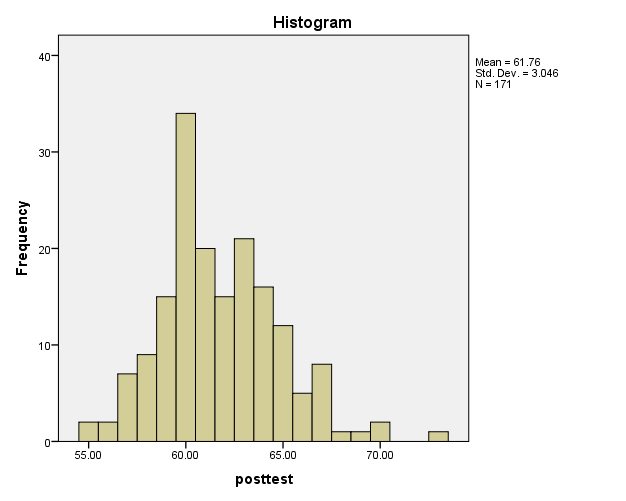 Histogram
Mean = 61.76
Std. Dev. = 3.046
N = 171
40
30
20
10
0
Frequency
55.00 60.00 65.00 70.00
posttest